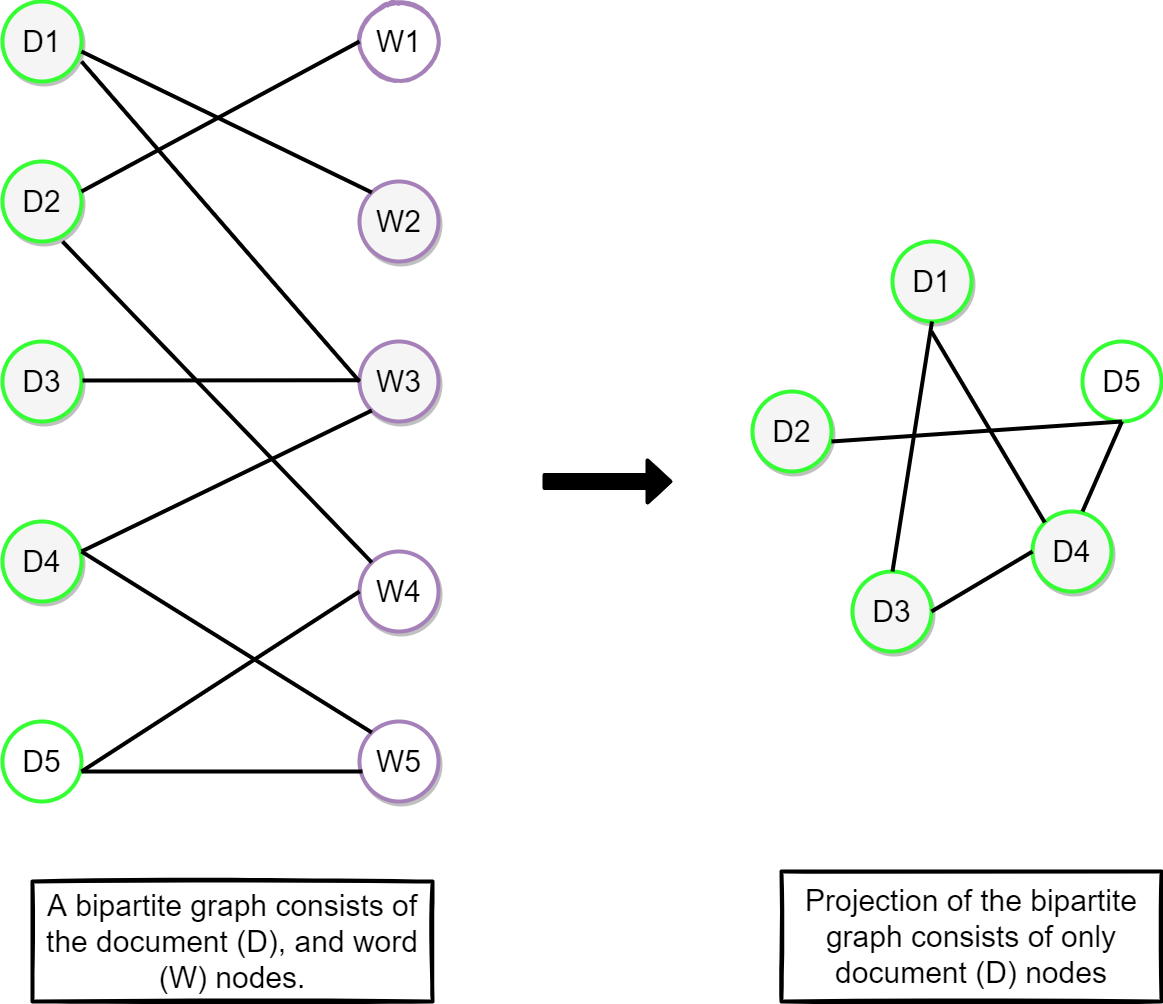 D1
W1
D2
W2
D3
W3
D4
W4
D5
W5
D1
D5
D2
D4
D3
A bipartite graph consists of
the document (D), and word
(W) nodes.
Projection of the bipartite
graph consists of only
document (D) nodes